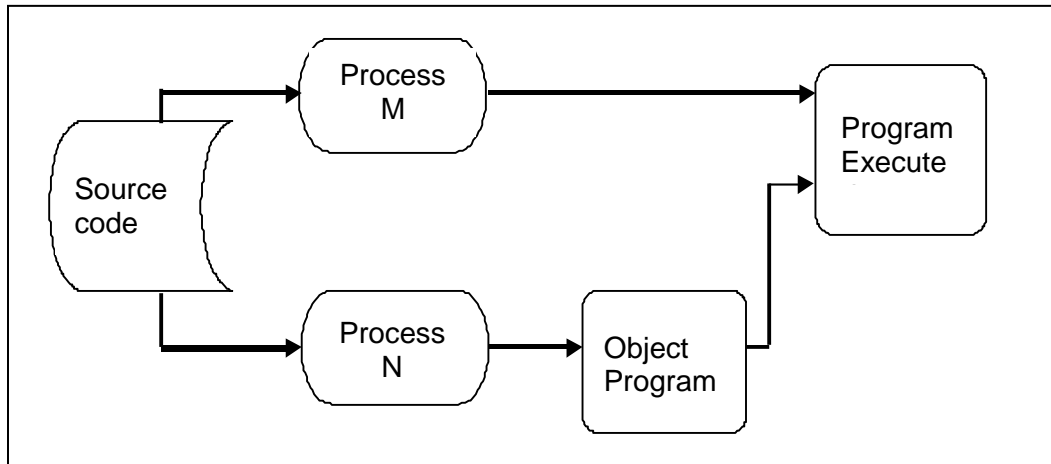 Process
M
Program
Execute
Source
code
Process
N
Object
Program